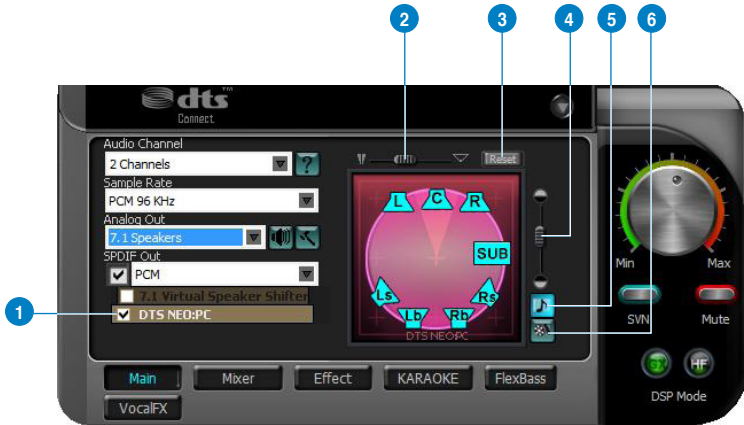 2 3 4 5 6
dts™
Connect
Audio Channel
2 Channels
?
Reset
Sample Rate
PCM 96 KHz
Analog Out
7.1 Speakers
SPDIF Out
PCM
7.1 Virtual Speaker Shifter
1
DTS NEO:PC
L C R
SUB
Ls Rs
Lb Rb
DTS NEO:PC
Min Max
SVN Mute
HF
DSP Mode
Main Mixer Effect KARAOKE FlexBass
VocalFX